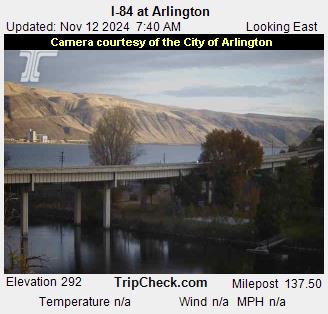 I-84 at Arlington
Updated: Nov 12 2024 7:40 AM Looking East
Camera courtesy of the City of Arlington
Elevation 292 TripCheck.com Milepost 137.50
Temperature n/a Wind n/a MPH n/a